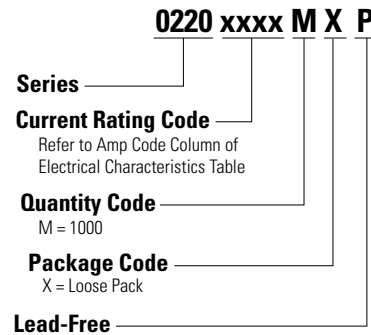 0220 xxxx M X P
Series
Current Rating Code
Refer to Amp Code Column of
Electrical Characteristics Table
Quantity Code
M = 1000
Package Code
X = Loose Pack
Lead-Free